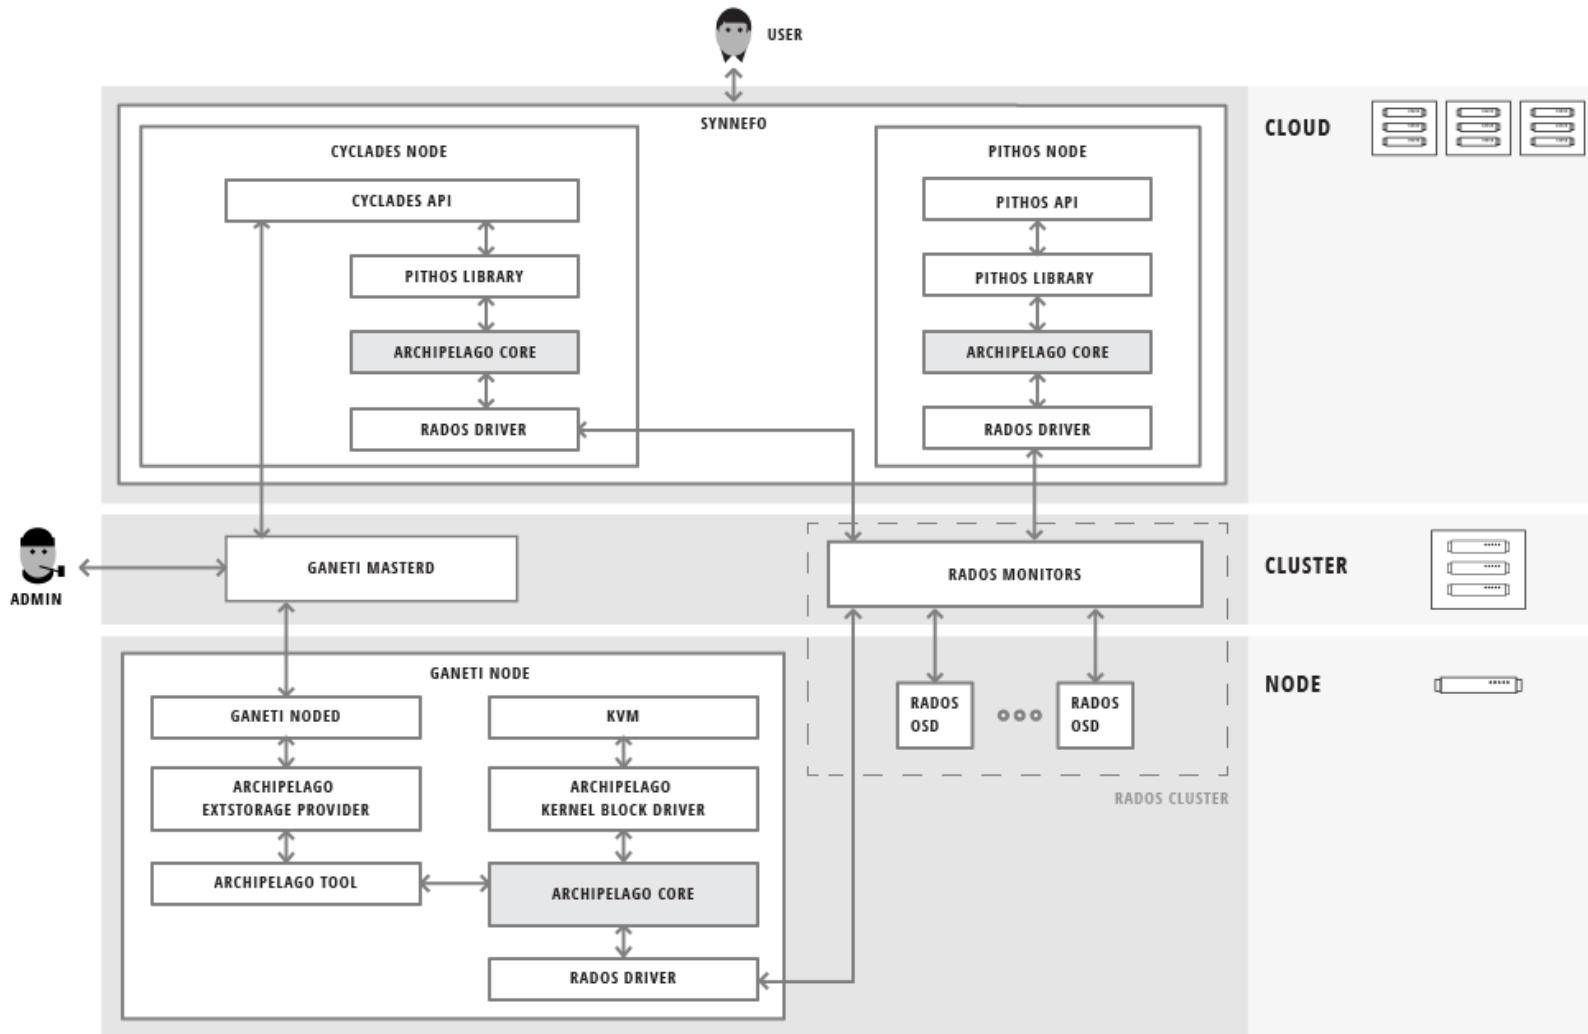 USER
SYNNEFO
CLOUD
CYCLADES NODE
CYCLADES API
PITHOS LIBRARY
ARCHIPELAGO CORE
RADOS DRIVER
PITHOS NODE
PITHOS API
PITHOS LIBRARY
ARCHIPELAGO CORE
RADOS DRIVER
ADMIN
GANETI MASTERD
RADOS MONITORS
CLUSTER
GANETI NODE
GANETI NODED
ARCHIPELAGO
EXTSTORAGE PROVIDER
ARCHIPELAGO TOOL
KVM
ARCHIPELAGO
KERNEL BLOCK DRIVER
ARCHIPELAGO CORE
RADOS DRIVER
RADOS
OSD
RADOS
OSD
RADOS CLUSTER
NODE